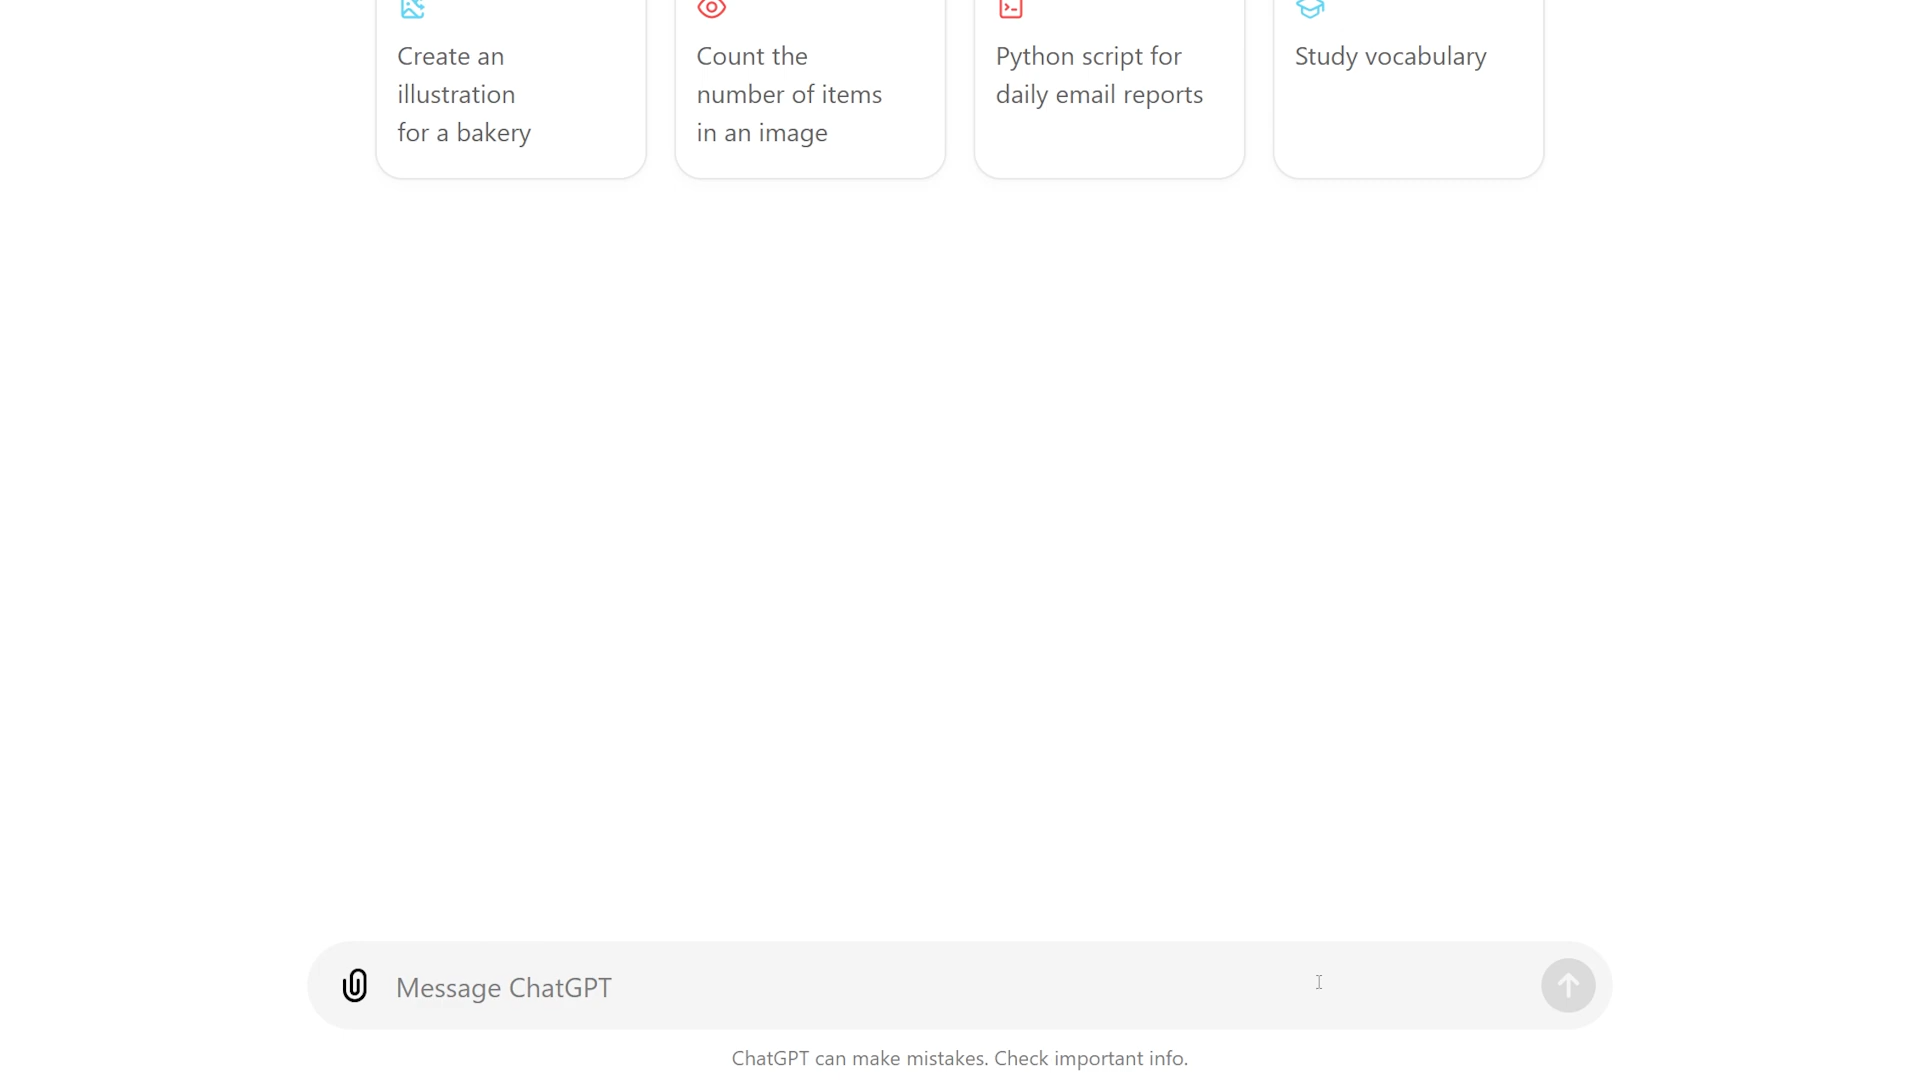 Create an
illustration
for a bakery
Count the
number of items
in an image
Python script for
daily email reports
Study vocabulary
Message ChatGPT
ChatGPT can make mistakes. Check important info.